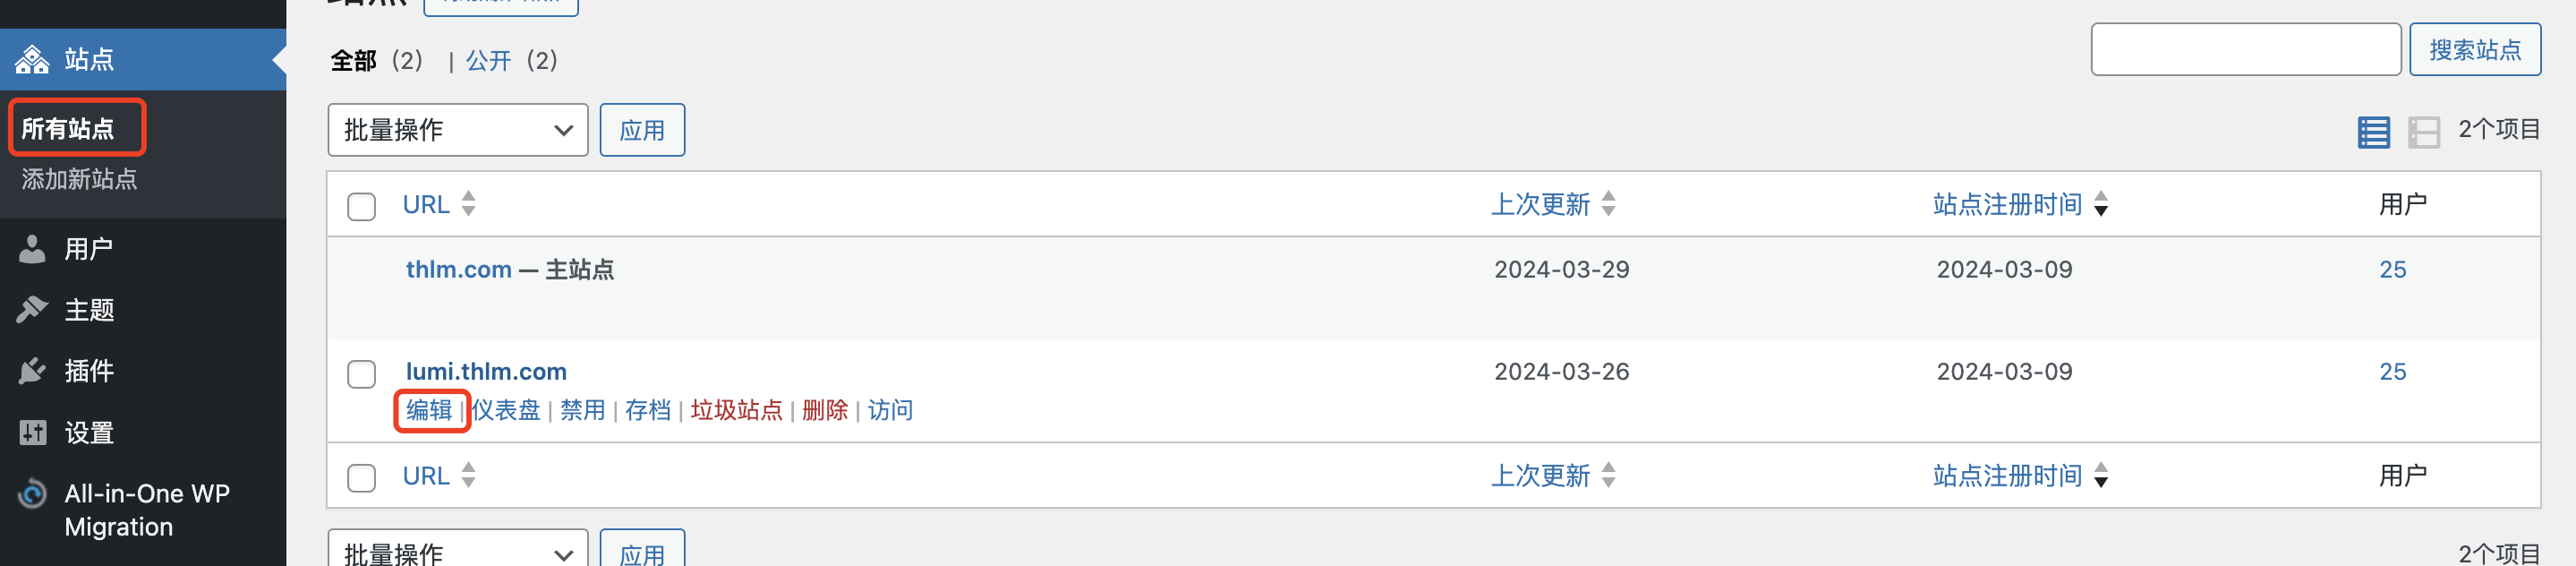 站点
所有站点
添加新站点
用户
主题
插件
设置
All-in-One WP
Migration
站点
全部 (2) | 公开 (2)
搜索站点
批量操作 应用
2个项目
URL 上次更新 站点注册时间 用户
thlm.com — 主站点 2024-03-29 2024-03-09 25
lumi.thlm.com 2024-03-26 2024-03-09 25
编辑 | 仪表盘 | 禁用 | 存档 | 垃圾站点 | 删除 | 访问
URL 上次更新 站点注册时间 用户
批量操作 应用 2个项目